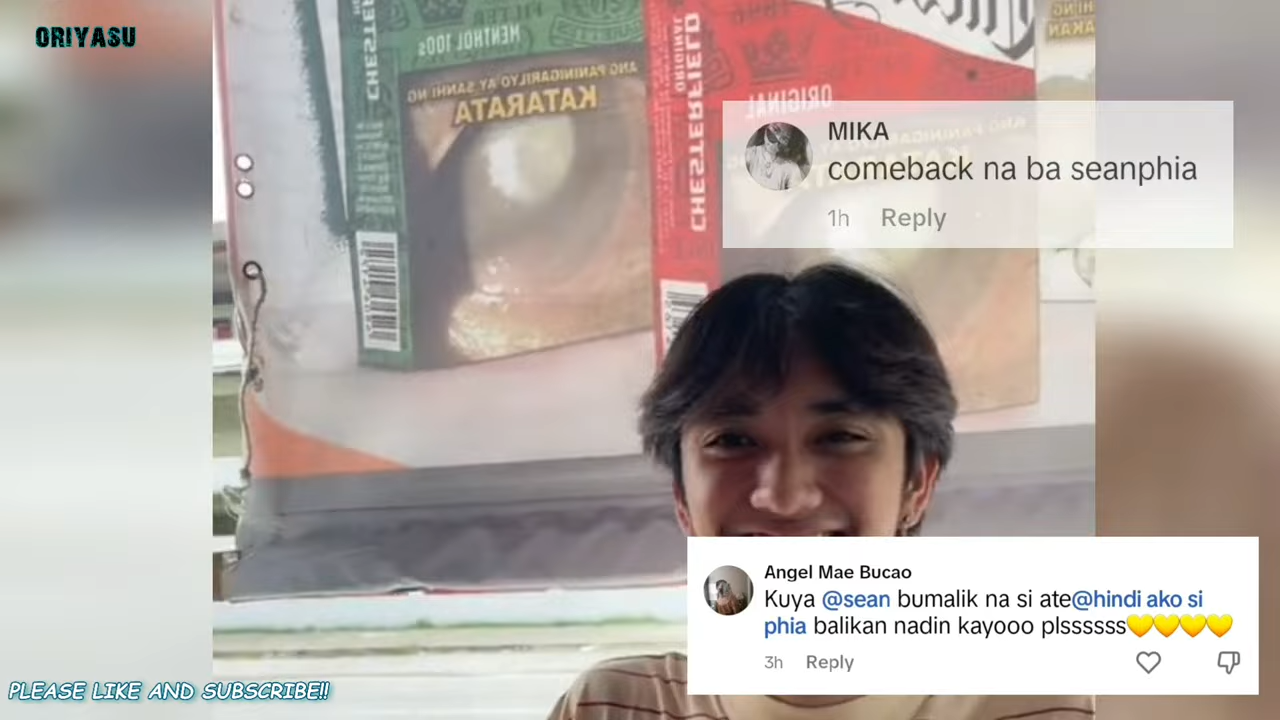 ORIYASU
MENTHOL 100s
ANG PANINIGARILYO AY SANHI NG
KATARATA
CHESTERFIELD
ORIGINAL
ORIGINAL
MIKA
comeback na ba seanphia
1h Reply
Angel Mae Bucao
Kuya @sean bumalik na si ate@hindi ako si
phia balikan nadin kayooo plssssss💛💛💛💛
3h Reply
PLEASE LIKE AND SUBSCRIBE!!